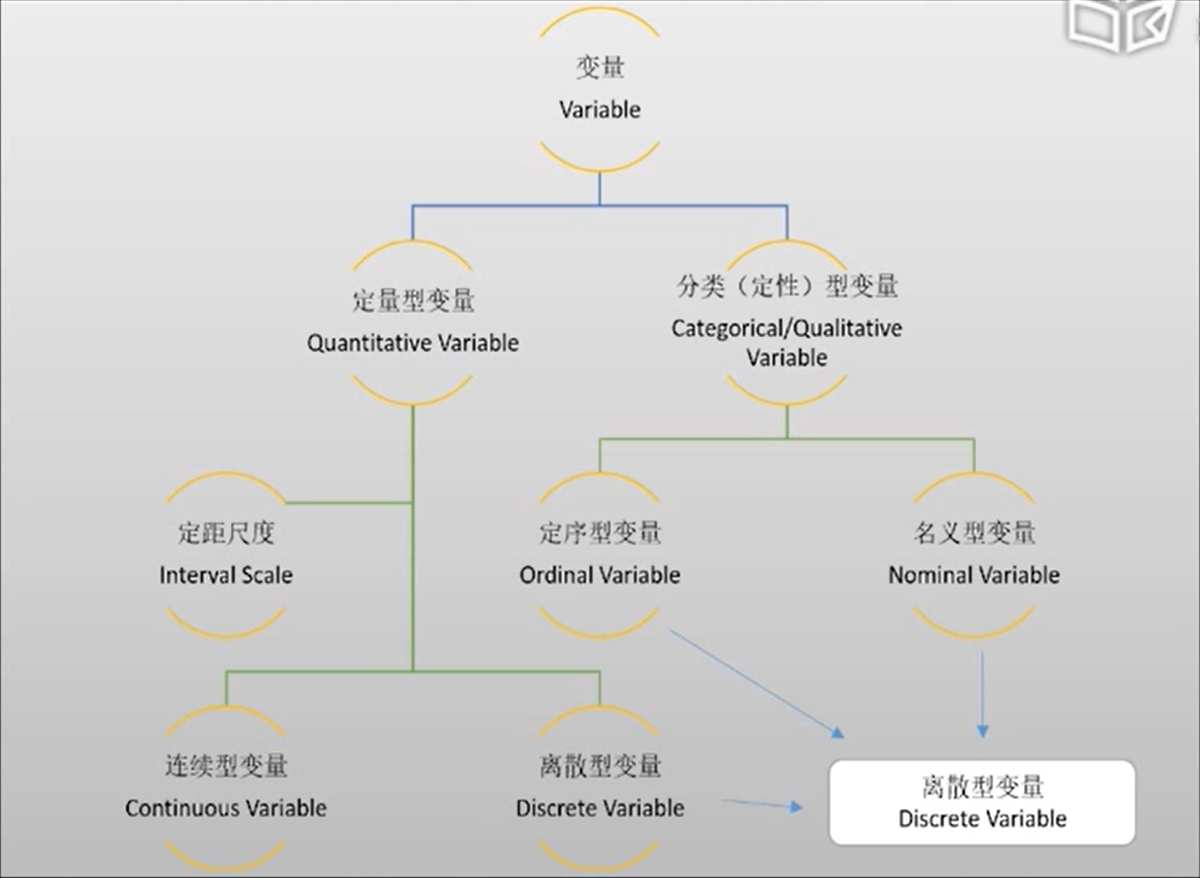 变量
Variable
定量型变量
Quantitative Variable
分类（定性）型变量
Categorical/Qualitative
Variable
定距尺度
Interval Scale
定序型变量
Ordinal Variable
名义型变量
Nominal Variable
连续型变量
Continuous Variable
离散型变量
Discrete Variable
离散型变量
Discrete Variable